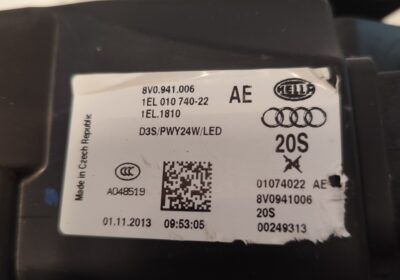 8V0.941.006
1EL 010 740-22
1EL.1810
AE
HELLA
D3S/PWY24W/LED
20S
Made in Czech Republic
CCC
A048519
01.11.2013 09:53:05
01074022 AE
8V0941006
20S
00249313